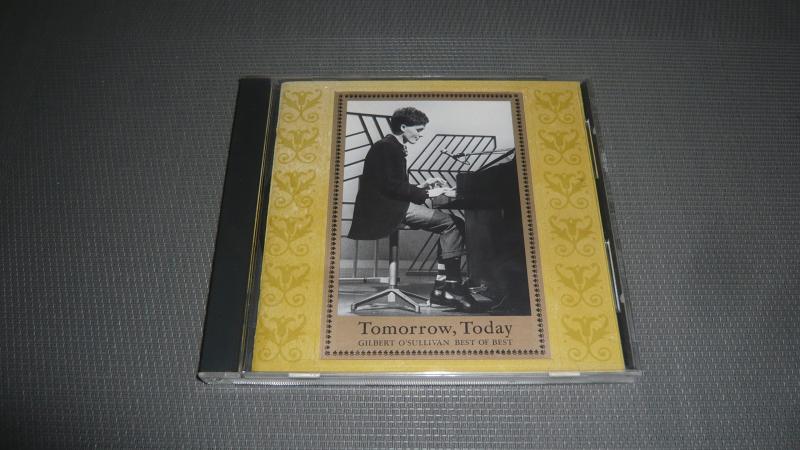 Tomorrow, Today
GILBERT O'SULLIVAN BEST OF BEST